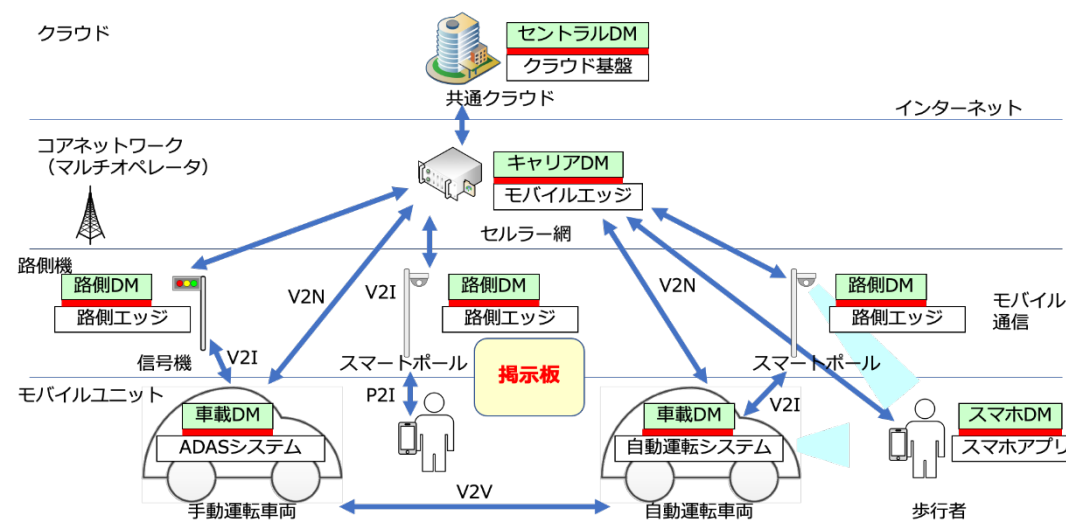 クラウド
セントラルDM
クラウド基盤
共通クラウド
インターネット
コアネットワーク
（マルチオペレータ）
キャリアDM
モバイルエッジ
セルラー網
路側機
路側DM
路側エッジ
信号機
V2I
V2N
V2I
路側DM
路側エッジ
スマートポール
V2N
路側DM
路側エッジ
スマートポール
モバイル
通信
掲示板
モバイルユニット
車載DM
ADASシステム
手動運転車両
P2I
V2V
車載DM
自動運転システム
自動運転車両
V2I
スマホDM
スマホアプリ
歩行者